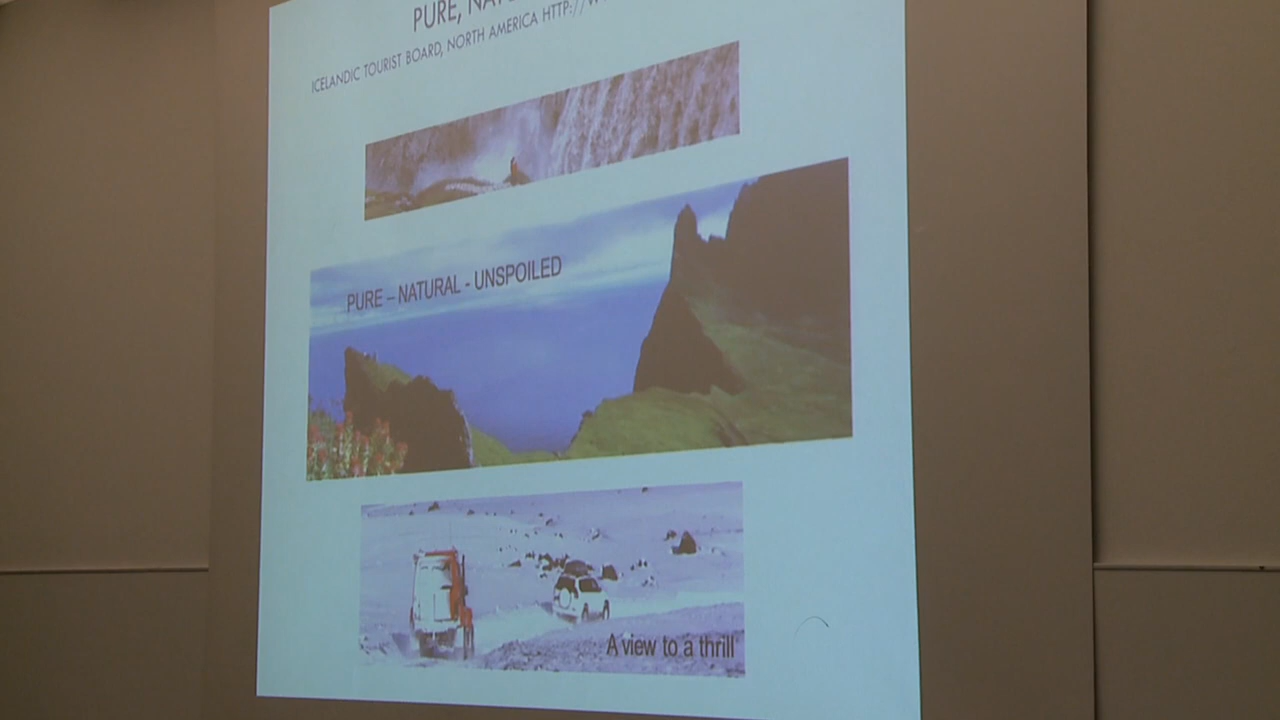 PURE,
ICELANDIC TOURIST BOARD, NORTH AMERICA HTTP://
PURE – NATURAL - UNSPOILED
A view to a thrill